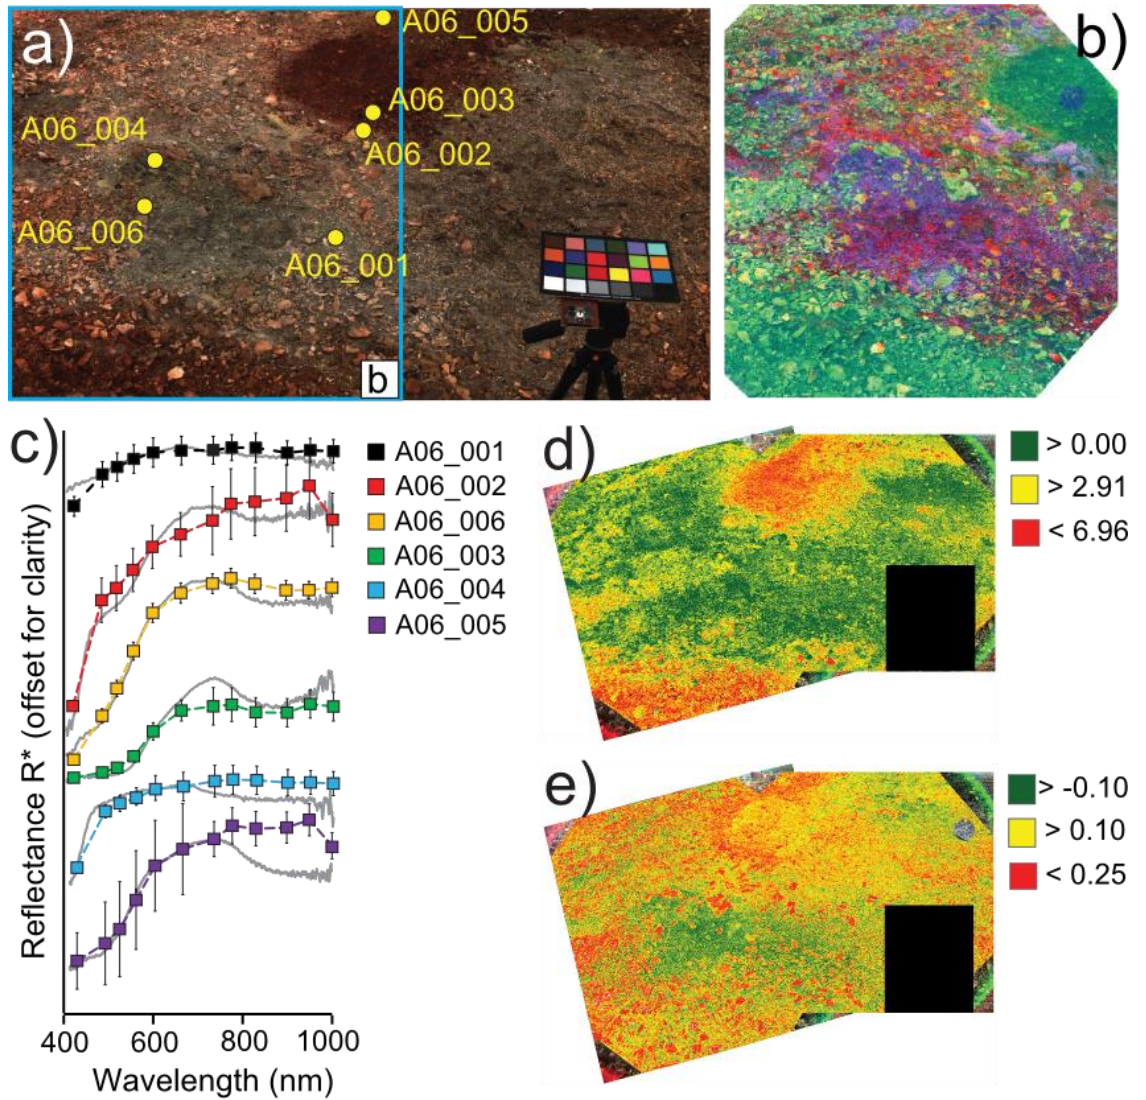 a)
A06_005
A06_003
A06_004
A06_002
A06_006
A06_001
b
b)
c)
A06_001
A06_002
A06_006
A06_003
A06_004
A06_005
Reflectance R* (offset for clarity)
400 600 800 1000
Wavelength (nm)
d)
> 0.00
> 2.91
< 6.96
e)
> -0.10
> 0.10
< 0.25